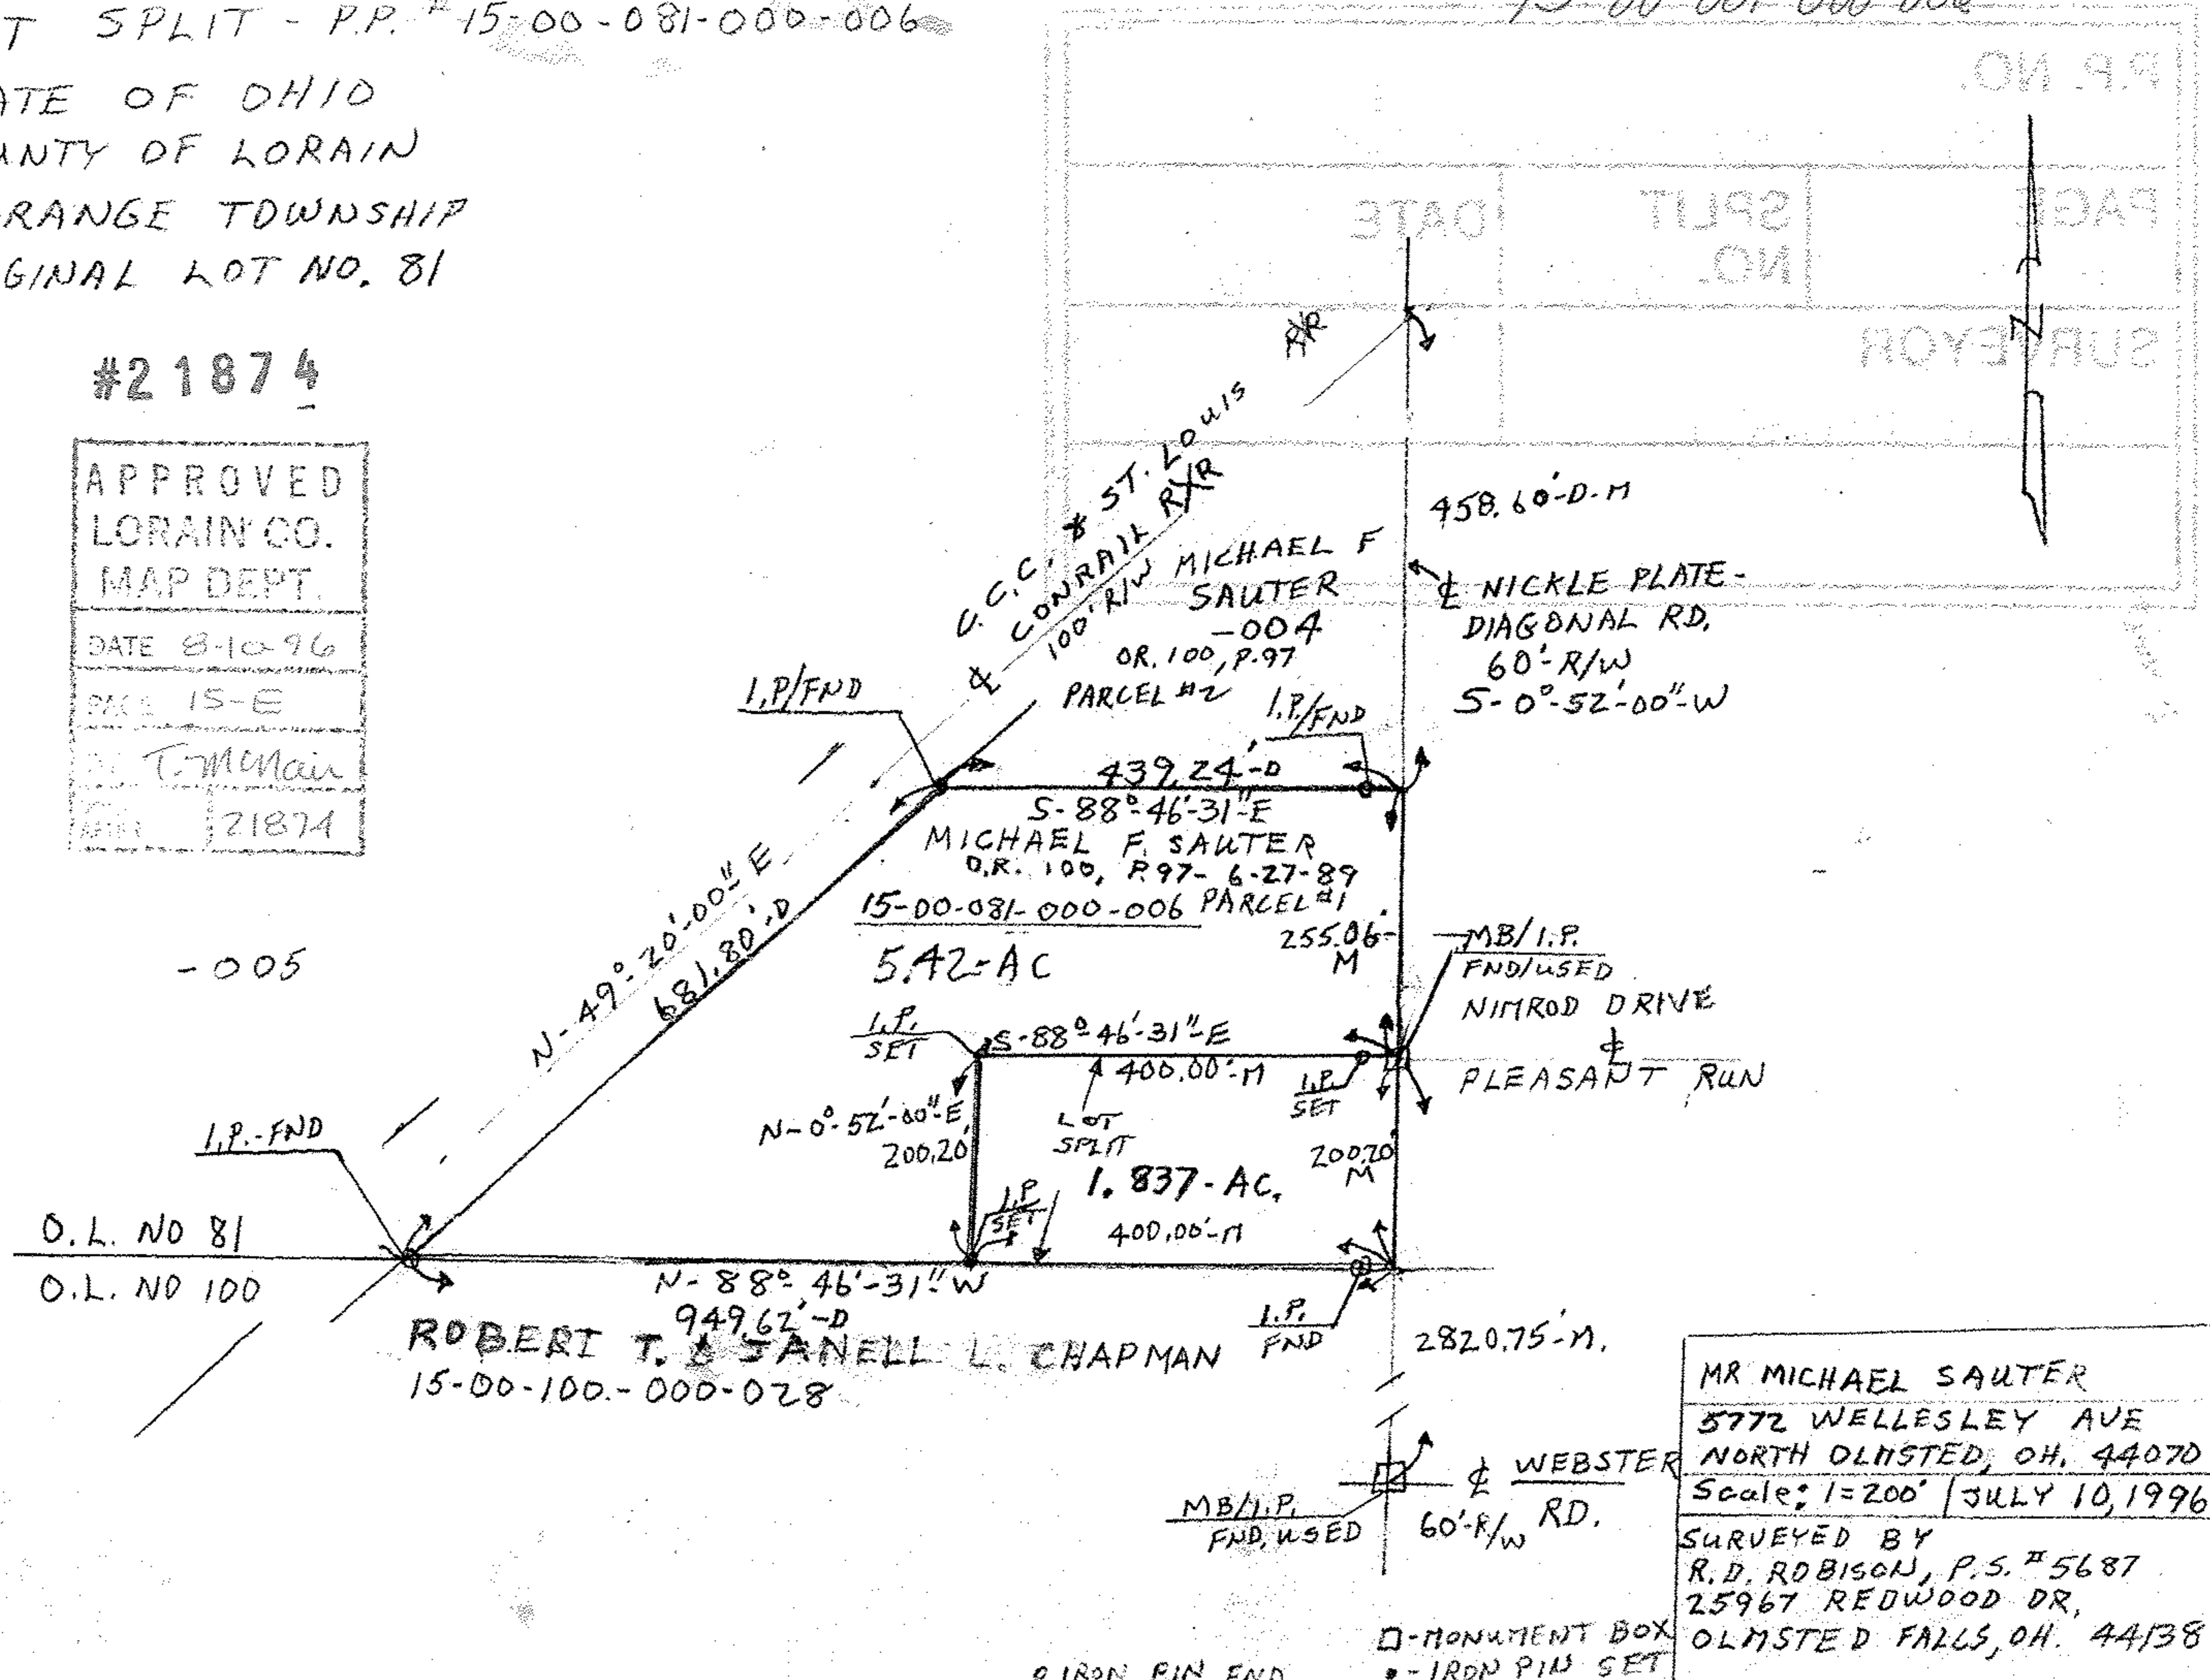 T SPLIT - P.P. # 15-00-081-000-006
ATE OF OHIO
UNTY OF LORAIN
RANGE TOWNSHIP
GINAL LOT NO. 81
#21874
APPROVED
LORAIN CO.
MAP DEPT.
DATE 8-10-96
PAGE 15-E
T. McNair
21874
P.P. NO.
PAGE
SPLIT
NO.
DATE
SURVEYOR
N
R/R
C.C.C. & ST. LOUIS
CONRAIL RXR
100' R/W
MICHAEL F
SAUTER
-004
OR. 100, P.97
PARCEL #2
458.60'-D-M
℄ NICKLE PLATE-
DIAGONAL RD.
60'-R/W
S-0°-52'-00"-W
I.P/FND
I.P./FND
439.24'-D
S-88°-46'-31"-E
MICHAEL F. SAUTER
O.R. 100, P.97- 6-27-89
15-00-081-000-006 PARCEL #1
255.06'-
M
5.42-AC
N-49°-20'-00"-E
681.80'-D
-005
MB/I.P.
FND/USED
NIMROD DRIVE
℄
PLEASANT RUN
I.P.
SET
S-88°-46'-31"-E
400.00'-M
I.P.
SET
LOT
SPLIT
N-0°-52'-00"-E
200.20'
200.20'
M
1.837-AC.
I.P.
SET
400.00'-M
I.P.-FND
O.L. NO 81
O.L. NO 100
N-88°-46'-31"-W
949.62'-D
ROBERT T. & JANELL L. CHAPMAN
15-00-100.-000-028
I.P.
FND
2820.75'-M.
℄ WEBSTER
RD.
60'-R/W
MB/I.P.
FND, USED
MR MICHAEL SAUTER
5772 WELLESLEY AVE
NORTH OLMSTED, OH. 44070
Scale: 1=200' | JULY 10, 1996
SURVEYED BY
R.D. ROBISON, P.S. #5687
25967 REDWOOD DR,
OLMSTED FALLS, OH. 44138
□-MONUMENT BOX
•-IRON PIN SET
o IRON PIN FND